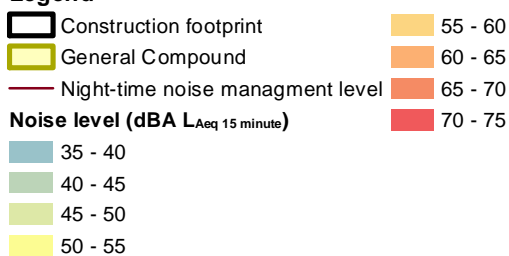 Legend
Construction footprint
General Compound
Night-time noise managment level
Noise level (dBA LAeq 15 minute)
35 - 40
40 - 45
45 - 50
50 - 55
55 - 60
60 - 65
65 - 70
70 - 75